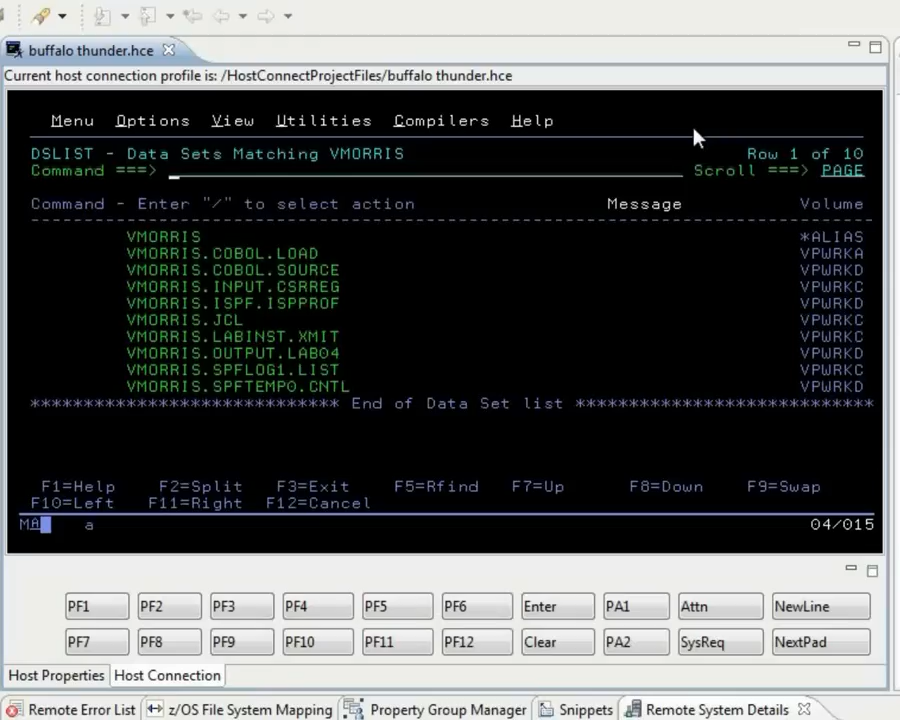 buffalo thunder.hce
Current host connection profile is: /HostConnectProjectFiles/buffalo thunder.hce
Menu Options View Utilities Compilers Help
DSLIST - Data Sets Matching VMORRIS Row 1 of 10
Command ===> Scroll ===> PAGE
Command - Enter "/" to select action Message Volume
VMORRIS *ALIAS
VMORRIS.COBOL.LOAD VPWRKA
VMORRIS.COBOL.SOURCE VPWRKD
VMORRIS.INPUT.CSRREG VPWRKC
VMORRIS.ISPF.ISPPROF VPWRKD
VMORRIS.JCL VPWRKC
VMORRIS.LABINST.XMIT VPWRKC
VMORRIS.OUTPUT.LAB04 VPWRKD
VMORRIS.SPFLOG1.LIST VPWRKC
VMORRIS.SPFTEMP0.CNTL VPWRKD
***************************** End of Data Set list ****************************
F1=Help F2=Split F3=Exit F5=Rfind F7=Up F8=Down F9=Swap
F10=Left F11=Right F12=Cancel
MA a 04/015
PF1 PF2 PF3 PF4 PF5 PF6 Enter PA1 Attn NewLine
PF7 PF8 PF9 PF10 PF11 PF12 Clear PA2 SysReq NextPad
Host Properties Host Connection
Remote Error List z/OS File System Mapping Property Group Manager Snippets Remote System Details